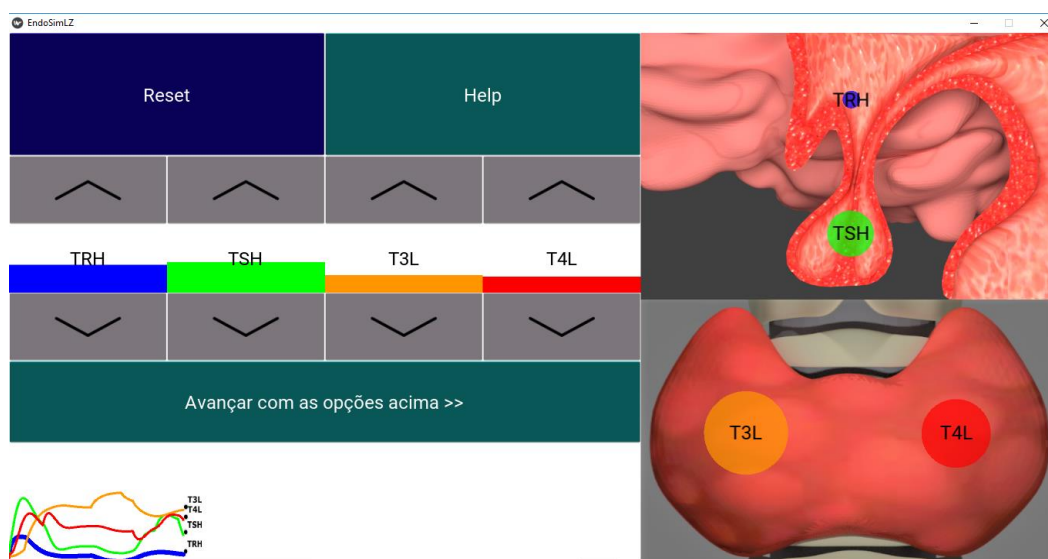 EndoSimLZ
Reset
Help
TRH
TSH
T3L
T4L
Avançar com as opções acima >>
T3L
T4L
TSH
TRH
TRH
TSH
T3L
T4L